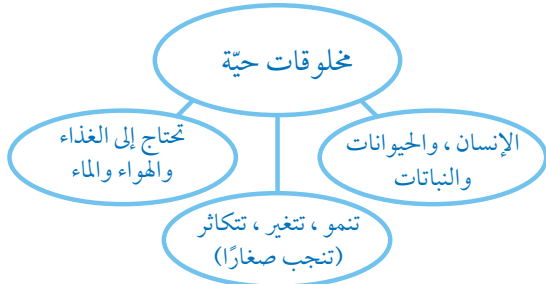 مخلوقات حيّة
الإنسان ، والحيوانات
والنباتات
تحتاج إلى الغذاء
والهواء والماء
تنمو ، تتغير ، تتكاثر
(تنجب صغارًا)